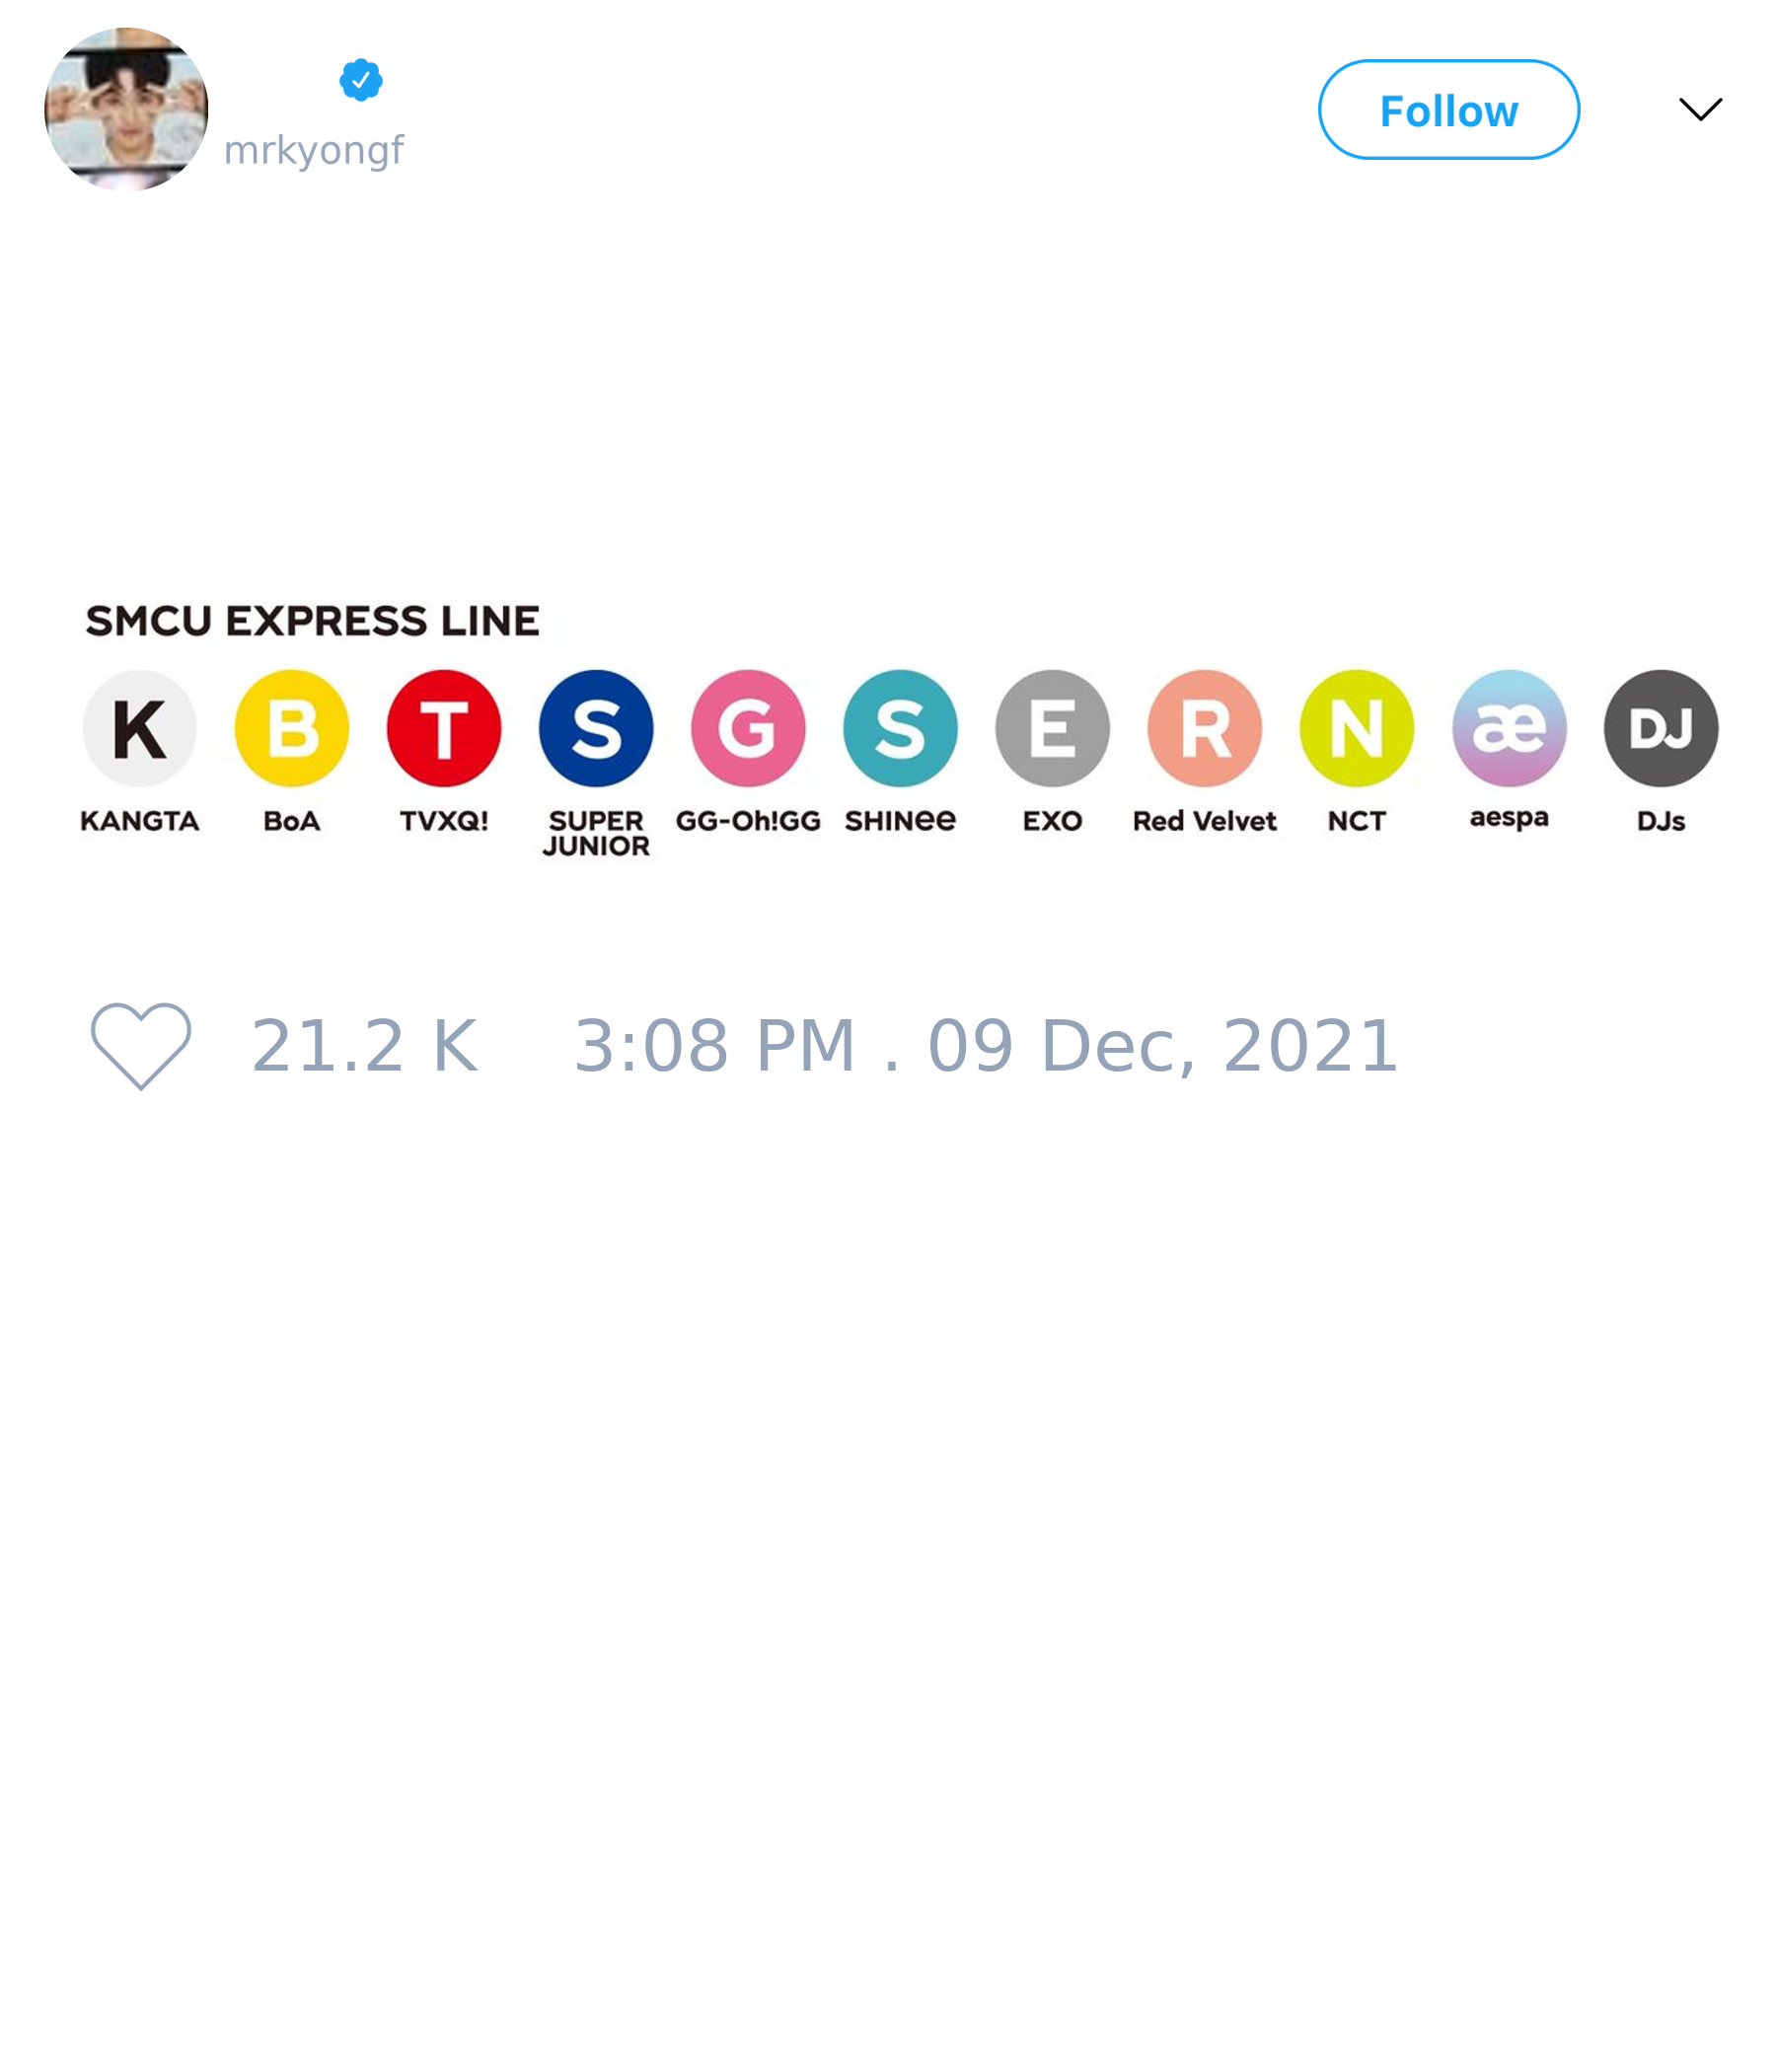 mrkyongf
Follow
SMCU EXPRESS LINE
K B T S G S E R N æ DJ
KANGTA BoA TVXQ! SUPER JUNIOR GG-Oh!GG SHINee EXO Red Velvet NCT aespa DJs
21.2 K 3:08 PM . 09 Dec, 2021